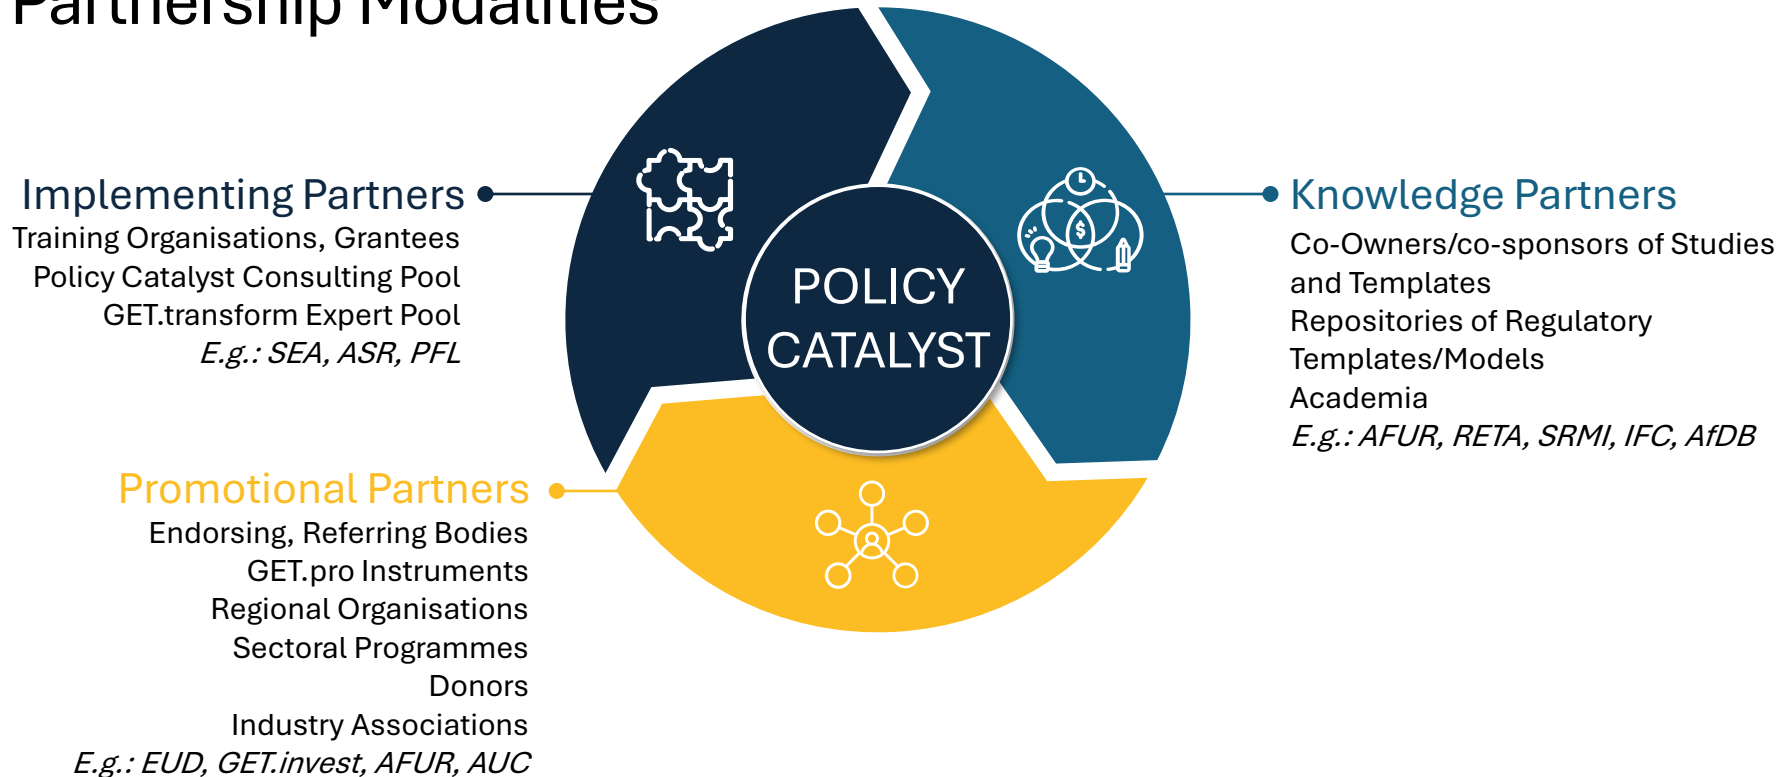 Partnership Modalities
Implementing Partners
Training Organisations, Grantees
Policy Catalyst Consulting Pool
GET.transform Expert Pool
E.g.: SEA, ASR, PFL
POLICY
CATALYST
$
Knowledge Partners
Co-Owners/co-sponsors of Studies
and Templates
Repositories of Regulatory
Templates/Models
Academia
E.g.: AFUR, RETA, SRMI, IFC, AfDB
Promotional Partners
Endorsing, Referring Bodies
GET.pro Instruments
Regional Organisations
Sectoral Programmes
Donors
Industry Associations
E.g.: EUD, GET.invest, AFUR, AUC